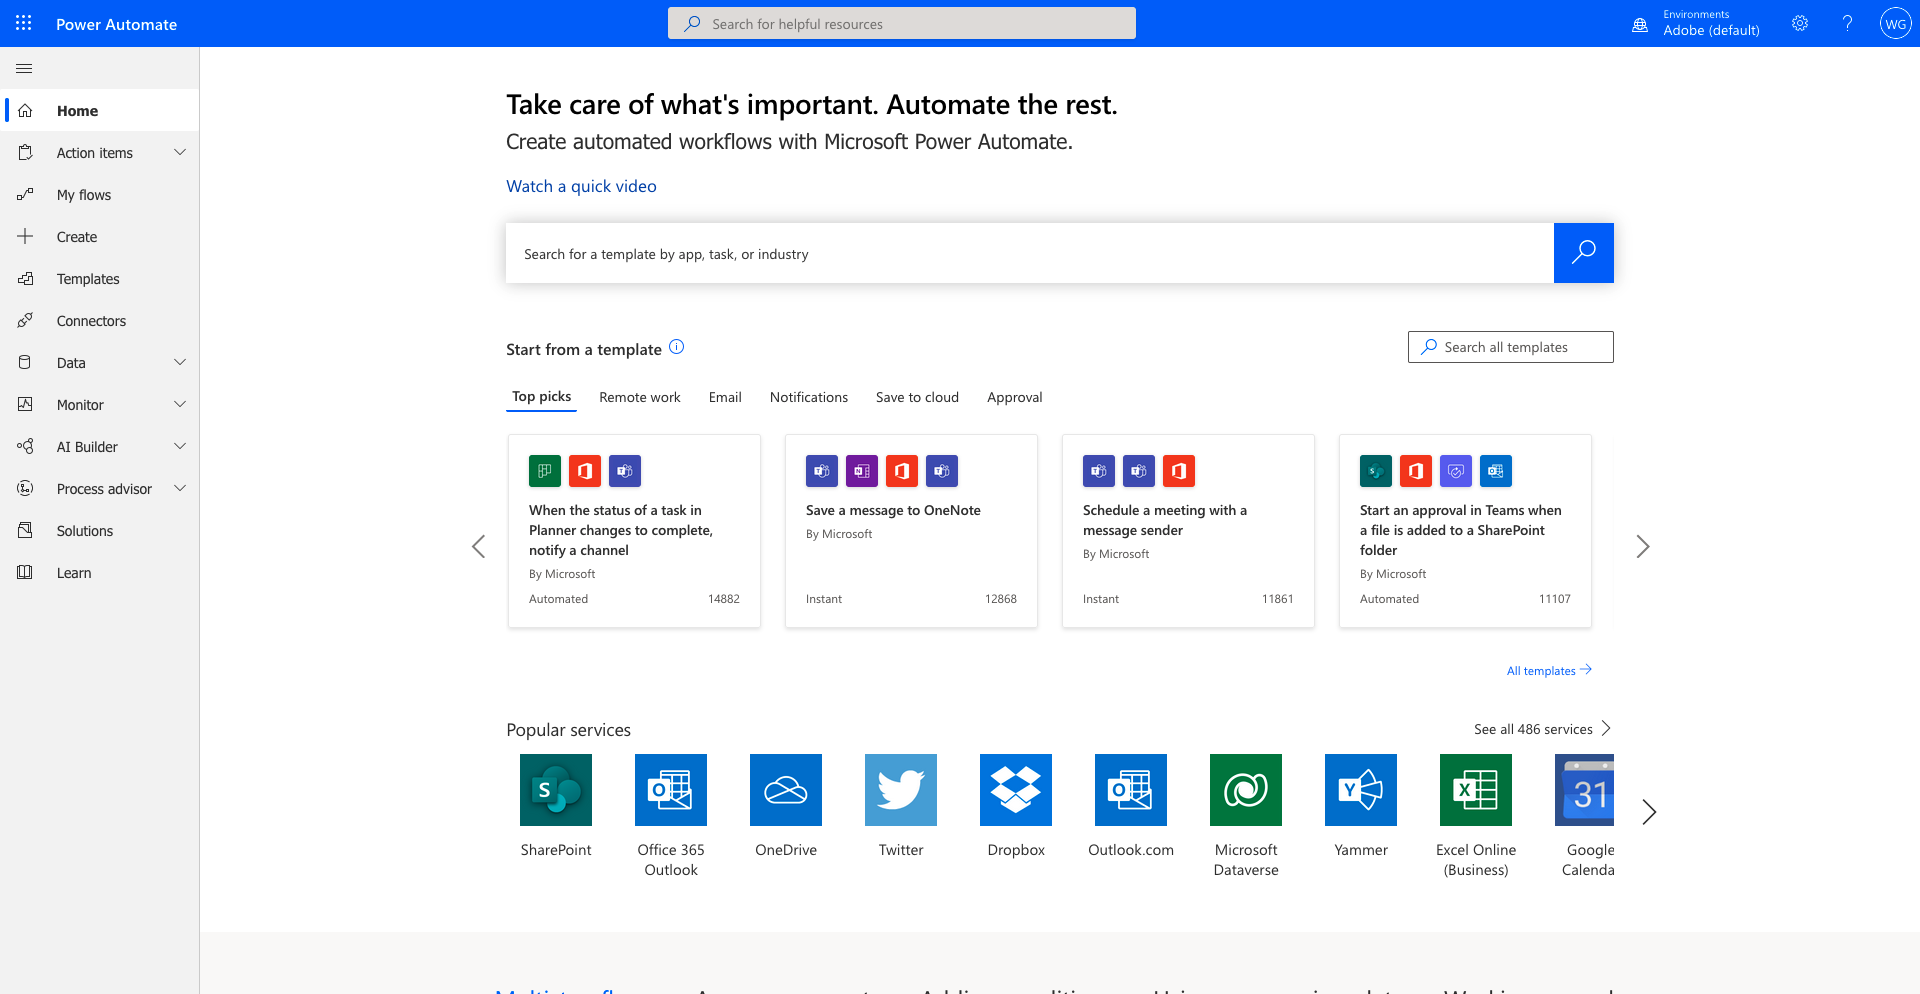 Power Automate
Search for helpful resources
Environments
Adobe (default)
WG
Home
Action items
My flows
Create
Templates
Connectors
Data
Monitor
AI Builder
Process advisor
Solutions
Learn
Take care of what's important. Automate the rest.
Create automated workflows with Microsoft Power Automate.
Watch a quick video
Search for a template by app, task, or industry
Start from a template
Search all templates
Top picks Remote work Email Notifications Save to cloud Approval
When the status of a task in
Planner changes to complete,
notify a channel
By Microsoft
Automated 14882
Save a message to OneNote
By Microsoft
Instant 12868
Schedule a meeting with a
message sender
By Microsoft
Instant 11861
Start an approval in Teams when
a file is added to a SharePoint
folder
By Microsoft
Automated 11107
All templates
Popular services
See all 486 services
SharePoint
Office 365
Outlook
OneDrive
Twitter
Dropbox
Outlook.com
Microsoft
Dataverse
Yammer
Excel Online
(Business)
31
Google
Calenda